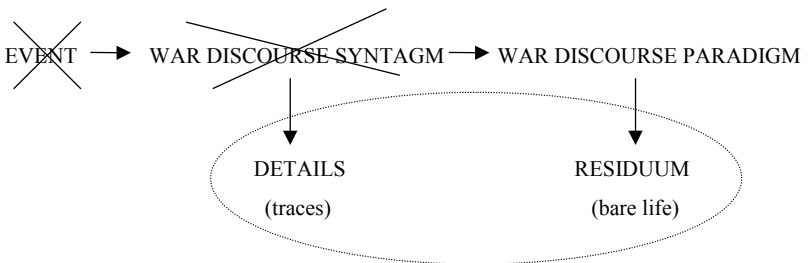 EVENT WAR DISCOURSE SYNTAGM WAR DISCOURSE PARADIGM
DETAILS RESIDUUM
(traces) (bare life)